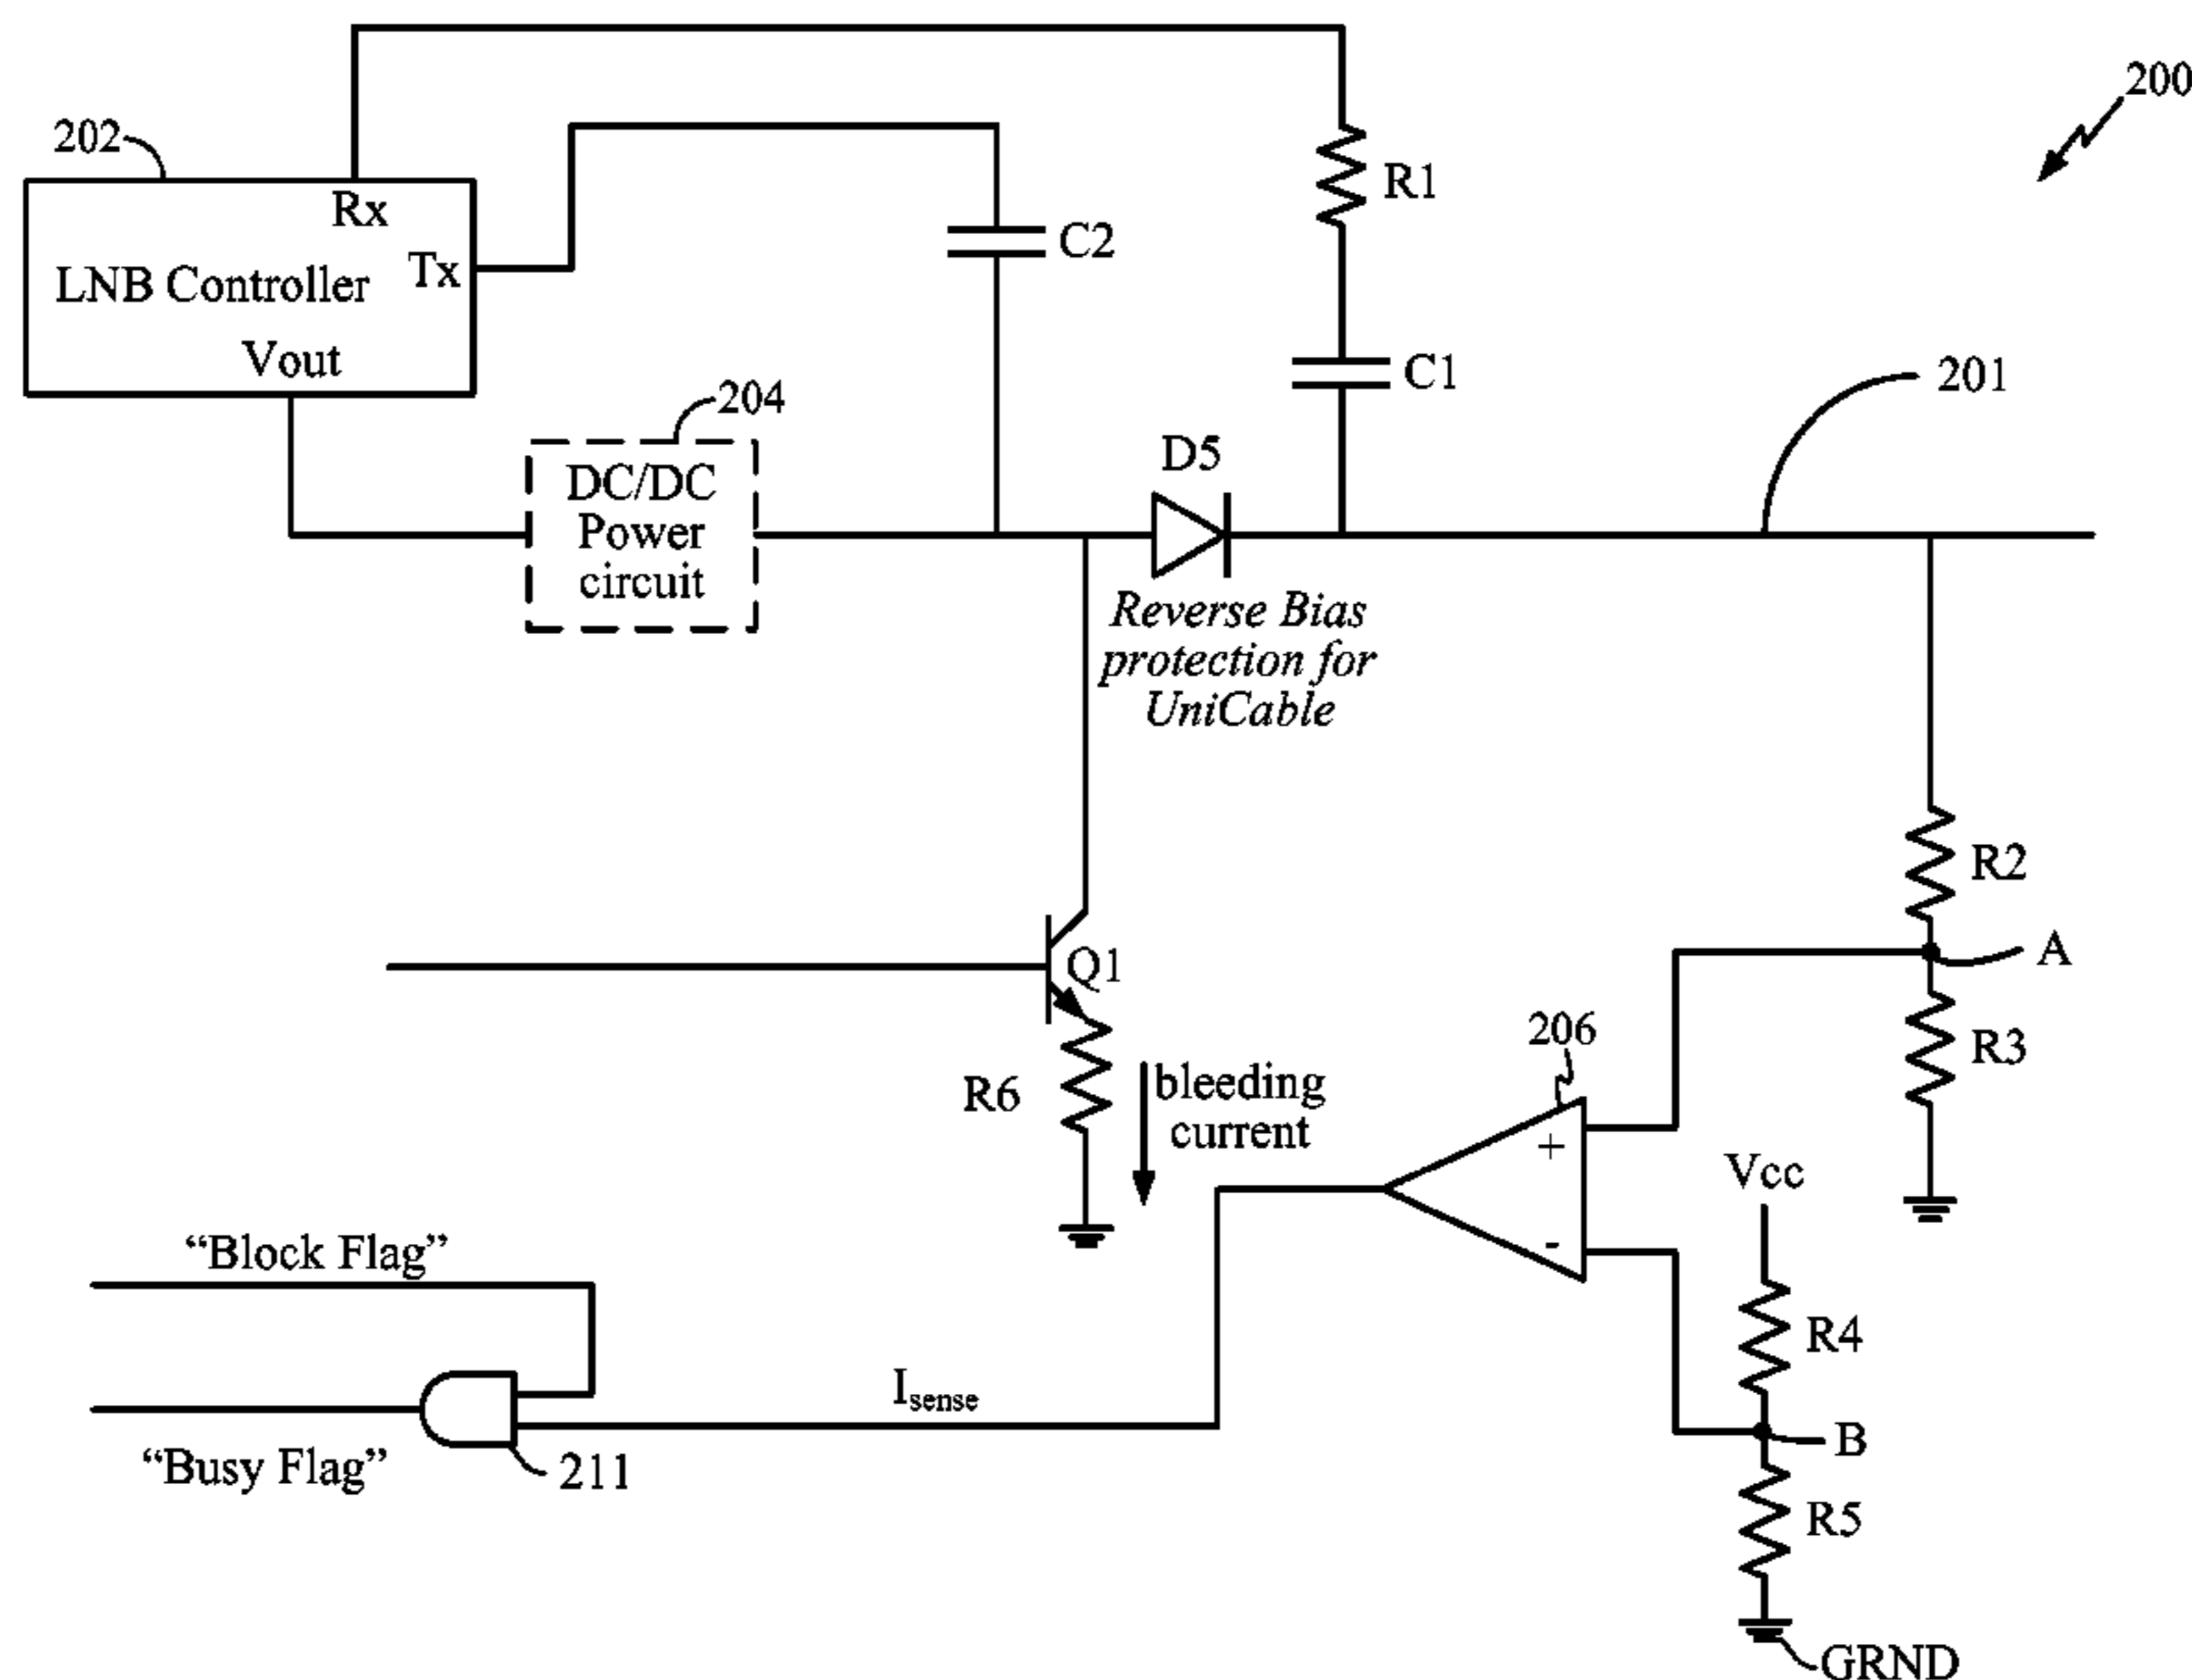 200
202
Rx
R1
LNB Controller
Tx
C2
Vout
C1
201
204
DC/DC
Power
circuit
D5
Reverse Bias
protection for
UniCable
R2
Q1
A
206
R3
R6
bleeding
current
+
-
Vcc
“Block Flag”
R4
Isense
B
“Busy Flag”
211
R5
GRND